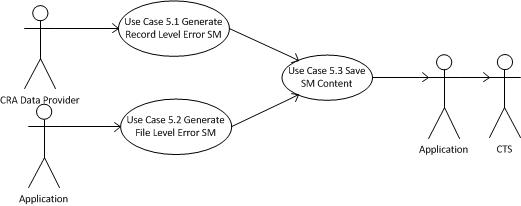 Use Case 5.1 Generate
Record Level Error SM
CRA Data Provider
Use Case 5.3 Save
SM Content
Use Case 5.2 Generate
File Level Error SM
Application
Application
CTS